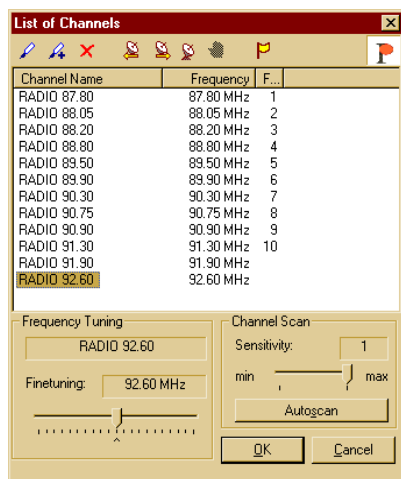 List of Channels
Channel Name Frequency F...
RADIO 87.80 87.80 MHz 1
RADIO 88.05 88.05 MHz 2
RADIO 88.20 88.20 MHz 3
RADIO 88.80 88.80 MHz 4
RADIO 89.50 89.50 MHz 5
RADIO 89.90 89.90 MHz 6
RADIO 90.30 90.30 MHz 7
RADIO 90.75 90.75 MHz 8
RADIO 90.90 90.90 MHz 9
RADIO 91.30 91.30 MHz 10
RADIO 91.90 91.90 MHz
RADIO 92.60 92.60 MHz
Frequency Tuning
RADIO 92.60
Finetuning: 92.60 MHz
Channel Scan
Sensitivity: 1
min max
Autoscan
OK Cancel